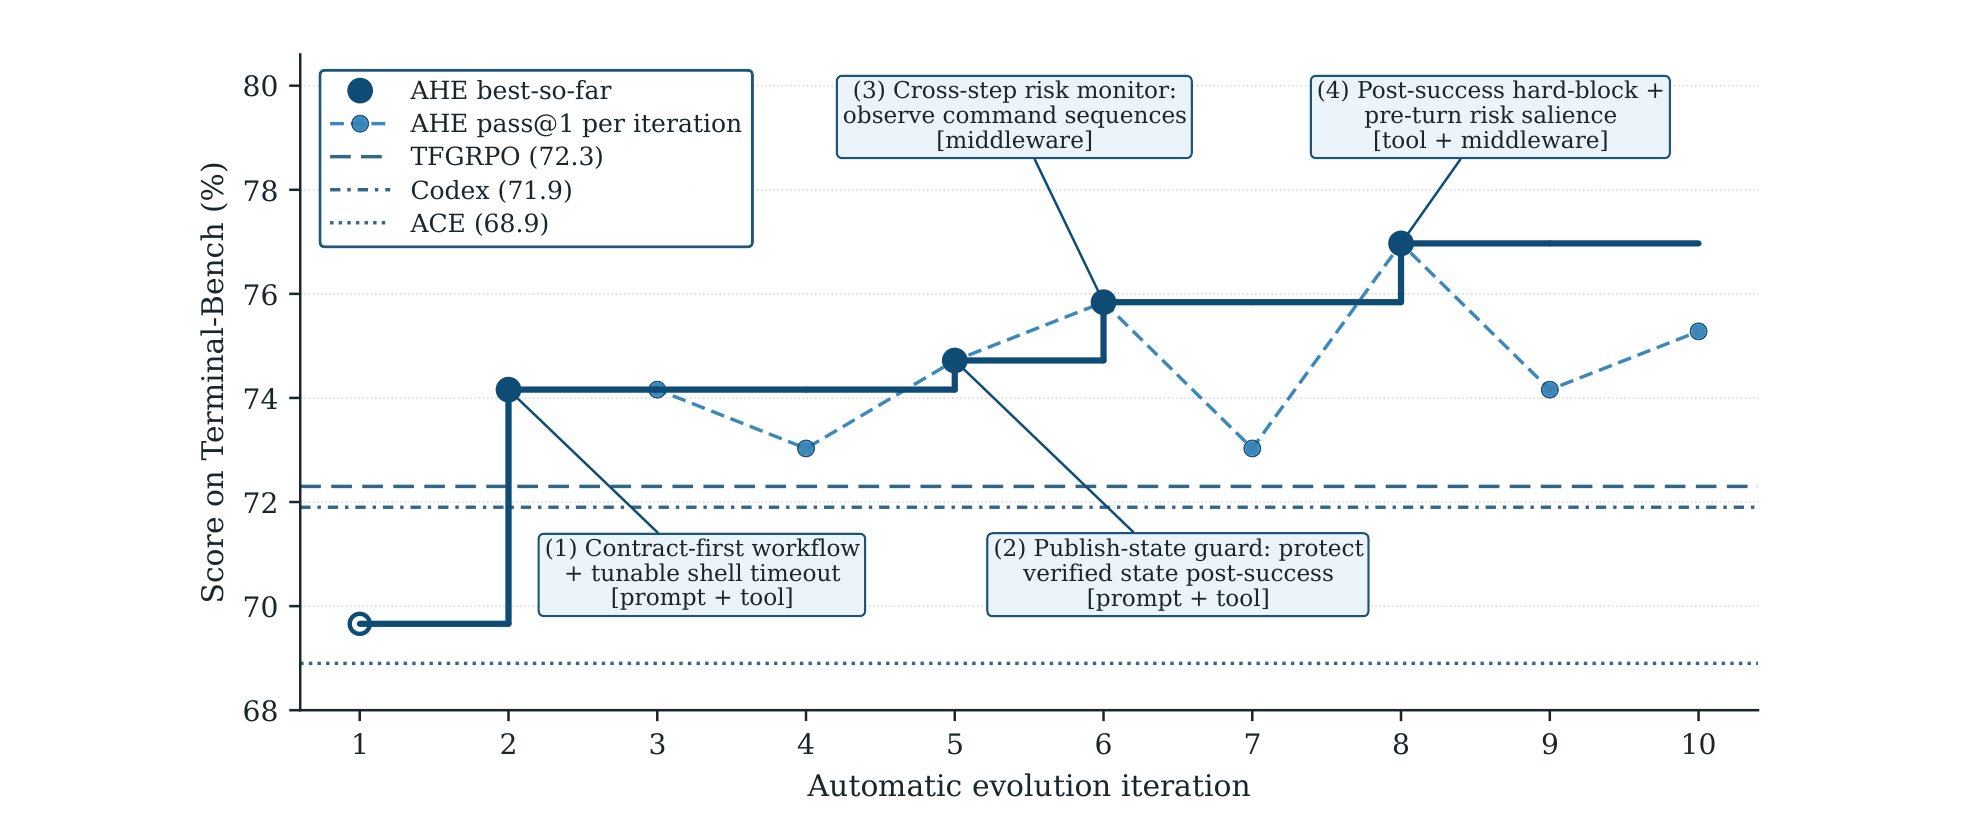 AHE best-so-far
AHE pass@1 per iteration
TFGRPO (72.3)
Codex (71.9)
ACE (68.9)
(3) Cross-step risk monitor:
observe command sequences
[middleware]
(4) Post-success hard-block +
pre-turn risk salience
[tool + middleware]
(1) Contract-first workflow
+ tunable shell timeout
[prompt + tool]
(2) Publish-state guard: protect
verified state post-success
[prompt + tool]
Score on Terminal-Bench (%)
80
78
76
74
72
70
68
1 2 3 4 5 6 7 8 9 10
Automatic evolution iteration